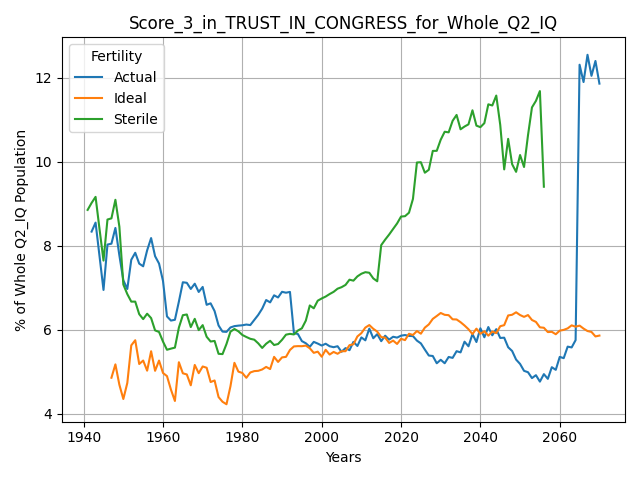 Score_3_in_TRUST_IN_CONGRESS_for_Whole_Q2_IQ
Fertility
Actual
Ideal
Sterile
% of Whole Q2_IQ Population
12
10
8
6
4
1940
1960
1980
2000
2020
2040
2060
Years